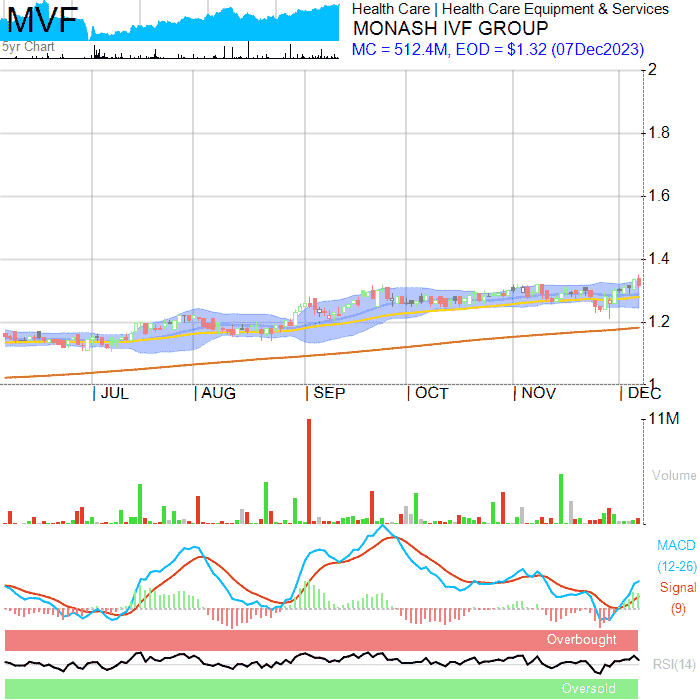 MVF
5yr Chart
Health Care | Health Care Equipment & Services
MONASH IVF GROUP
MC = 512.4M, EOD = $1.32 (07Dec2023)
2
1.8
1.6
1.4
1.2
1
JUL AUG SEP OCT NOV DEC
11M
Volume
MACD
(12-26)
Signal
(9)
Overbought
RSI(14)
Oversold